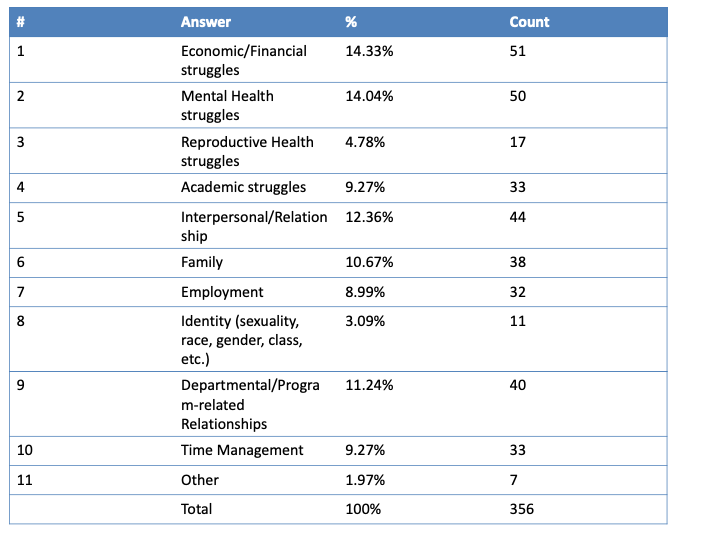 # Answer % Count
1 Economic/Financial 14.33% 51
struggles
2 Mental Health 14.04% 50
struggles
3 Reproductive Health 4.78% 17
struggles
4 Academic struggles 9.27% 33
5 Interpersonal/Relation 12.36% 44
ship
6 Family 10.67% 38
7 Employment 8.99% 32
8 Identity (sexuality, 3.09% 11
race, gender, class,
etc.)
9 Departmental/Progra 11.24% 40
m-related
Relationships
10 Time Management 9.27% 33
11 Other 1.97% 7
Total 100% 356